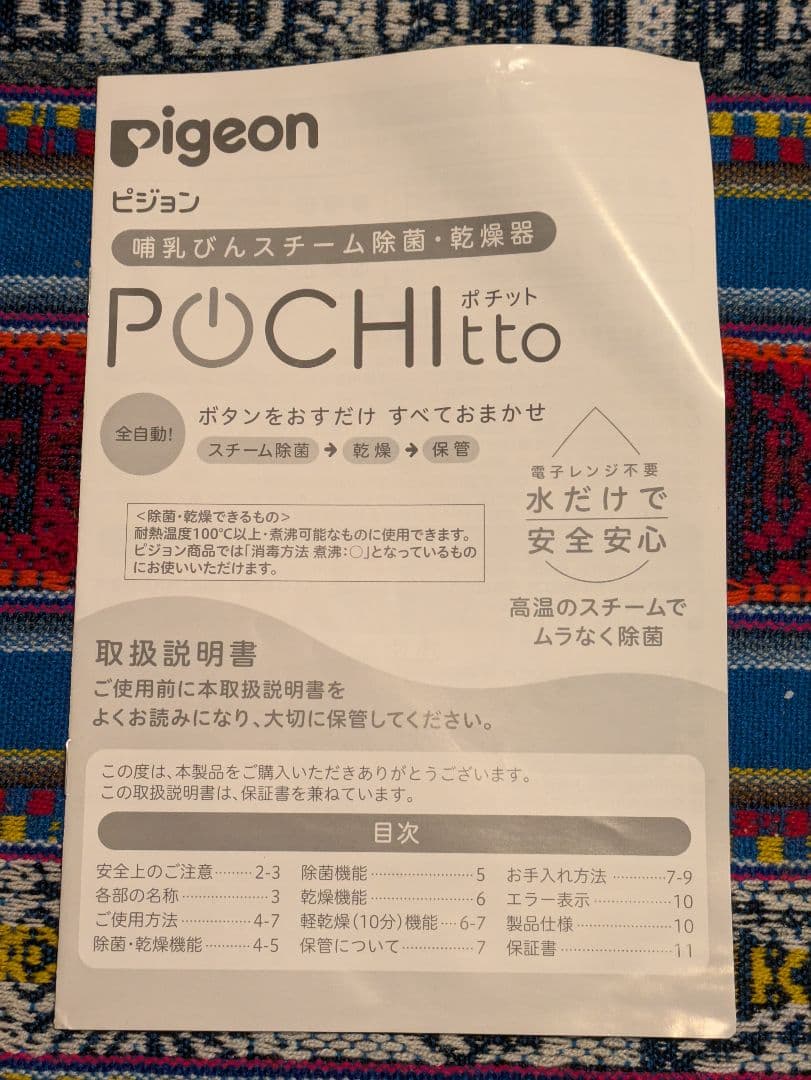 pigeon
ピジョン
哺乳びんスチーム除菌・乾燥器
POCHItto
ポチット
全自動!
ボタンをおすだけ すべておまかせ
スチーム除菌 → 乾燥 → 保管
電子レンジ不要
水だけで
安全安心
高温のスチームで
ムラなく除菌
<除菌・乾燥できるもの>
耐熱温度100℃以上・煮沸可能なものに使用できます。
ピジョン商品では「消毒方法 煮沸:○」となっているもの
にお使いいただけます。
取扱説明書
ご使用前に本取扱説明書を
よくお読みになり、大切に保管してください。
この度は、本製品をご購入いただきありがとうございます。
この取扱説明書は、保証書を兼ねています。
目次
安全上のご注意………2-3
各部の名称………………3
ご使用方法……………4-7
除菌・乾燥機能…………4-5
除菌機能………………………5
乾燥機能………………………6
軽乾燥(10分)機能…6-7
保管について………………7
お手入れ方法…………7-9
エラー表示………………10
製品仕様…………………10
保証書……………………11